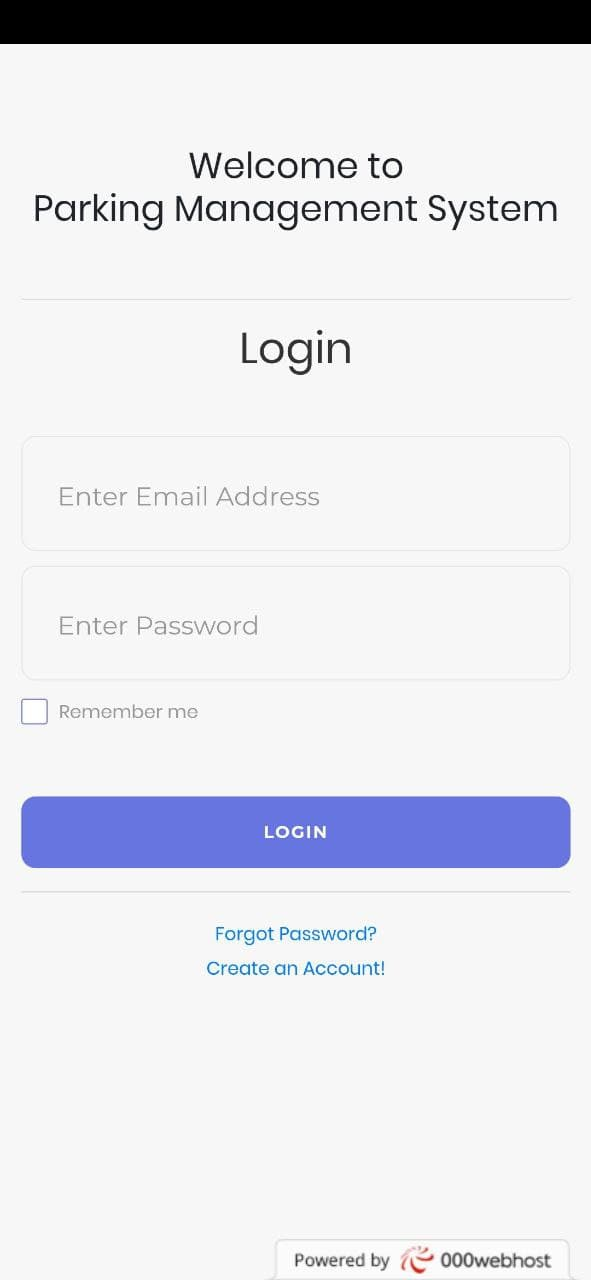 Welcome to
Parking Management System
Login
Enter Email Address
Enter Password
Remember me
LOGIN
Forgot Password?
Create an Account!
Powered by 000webhost